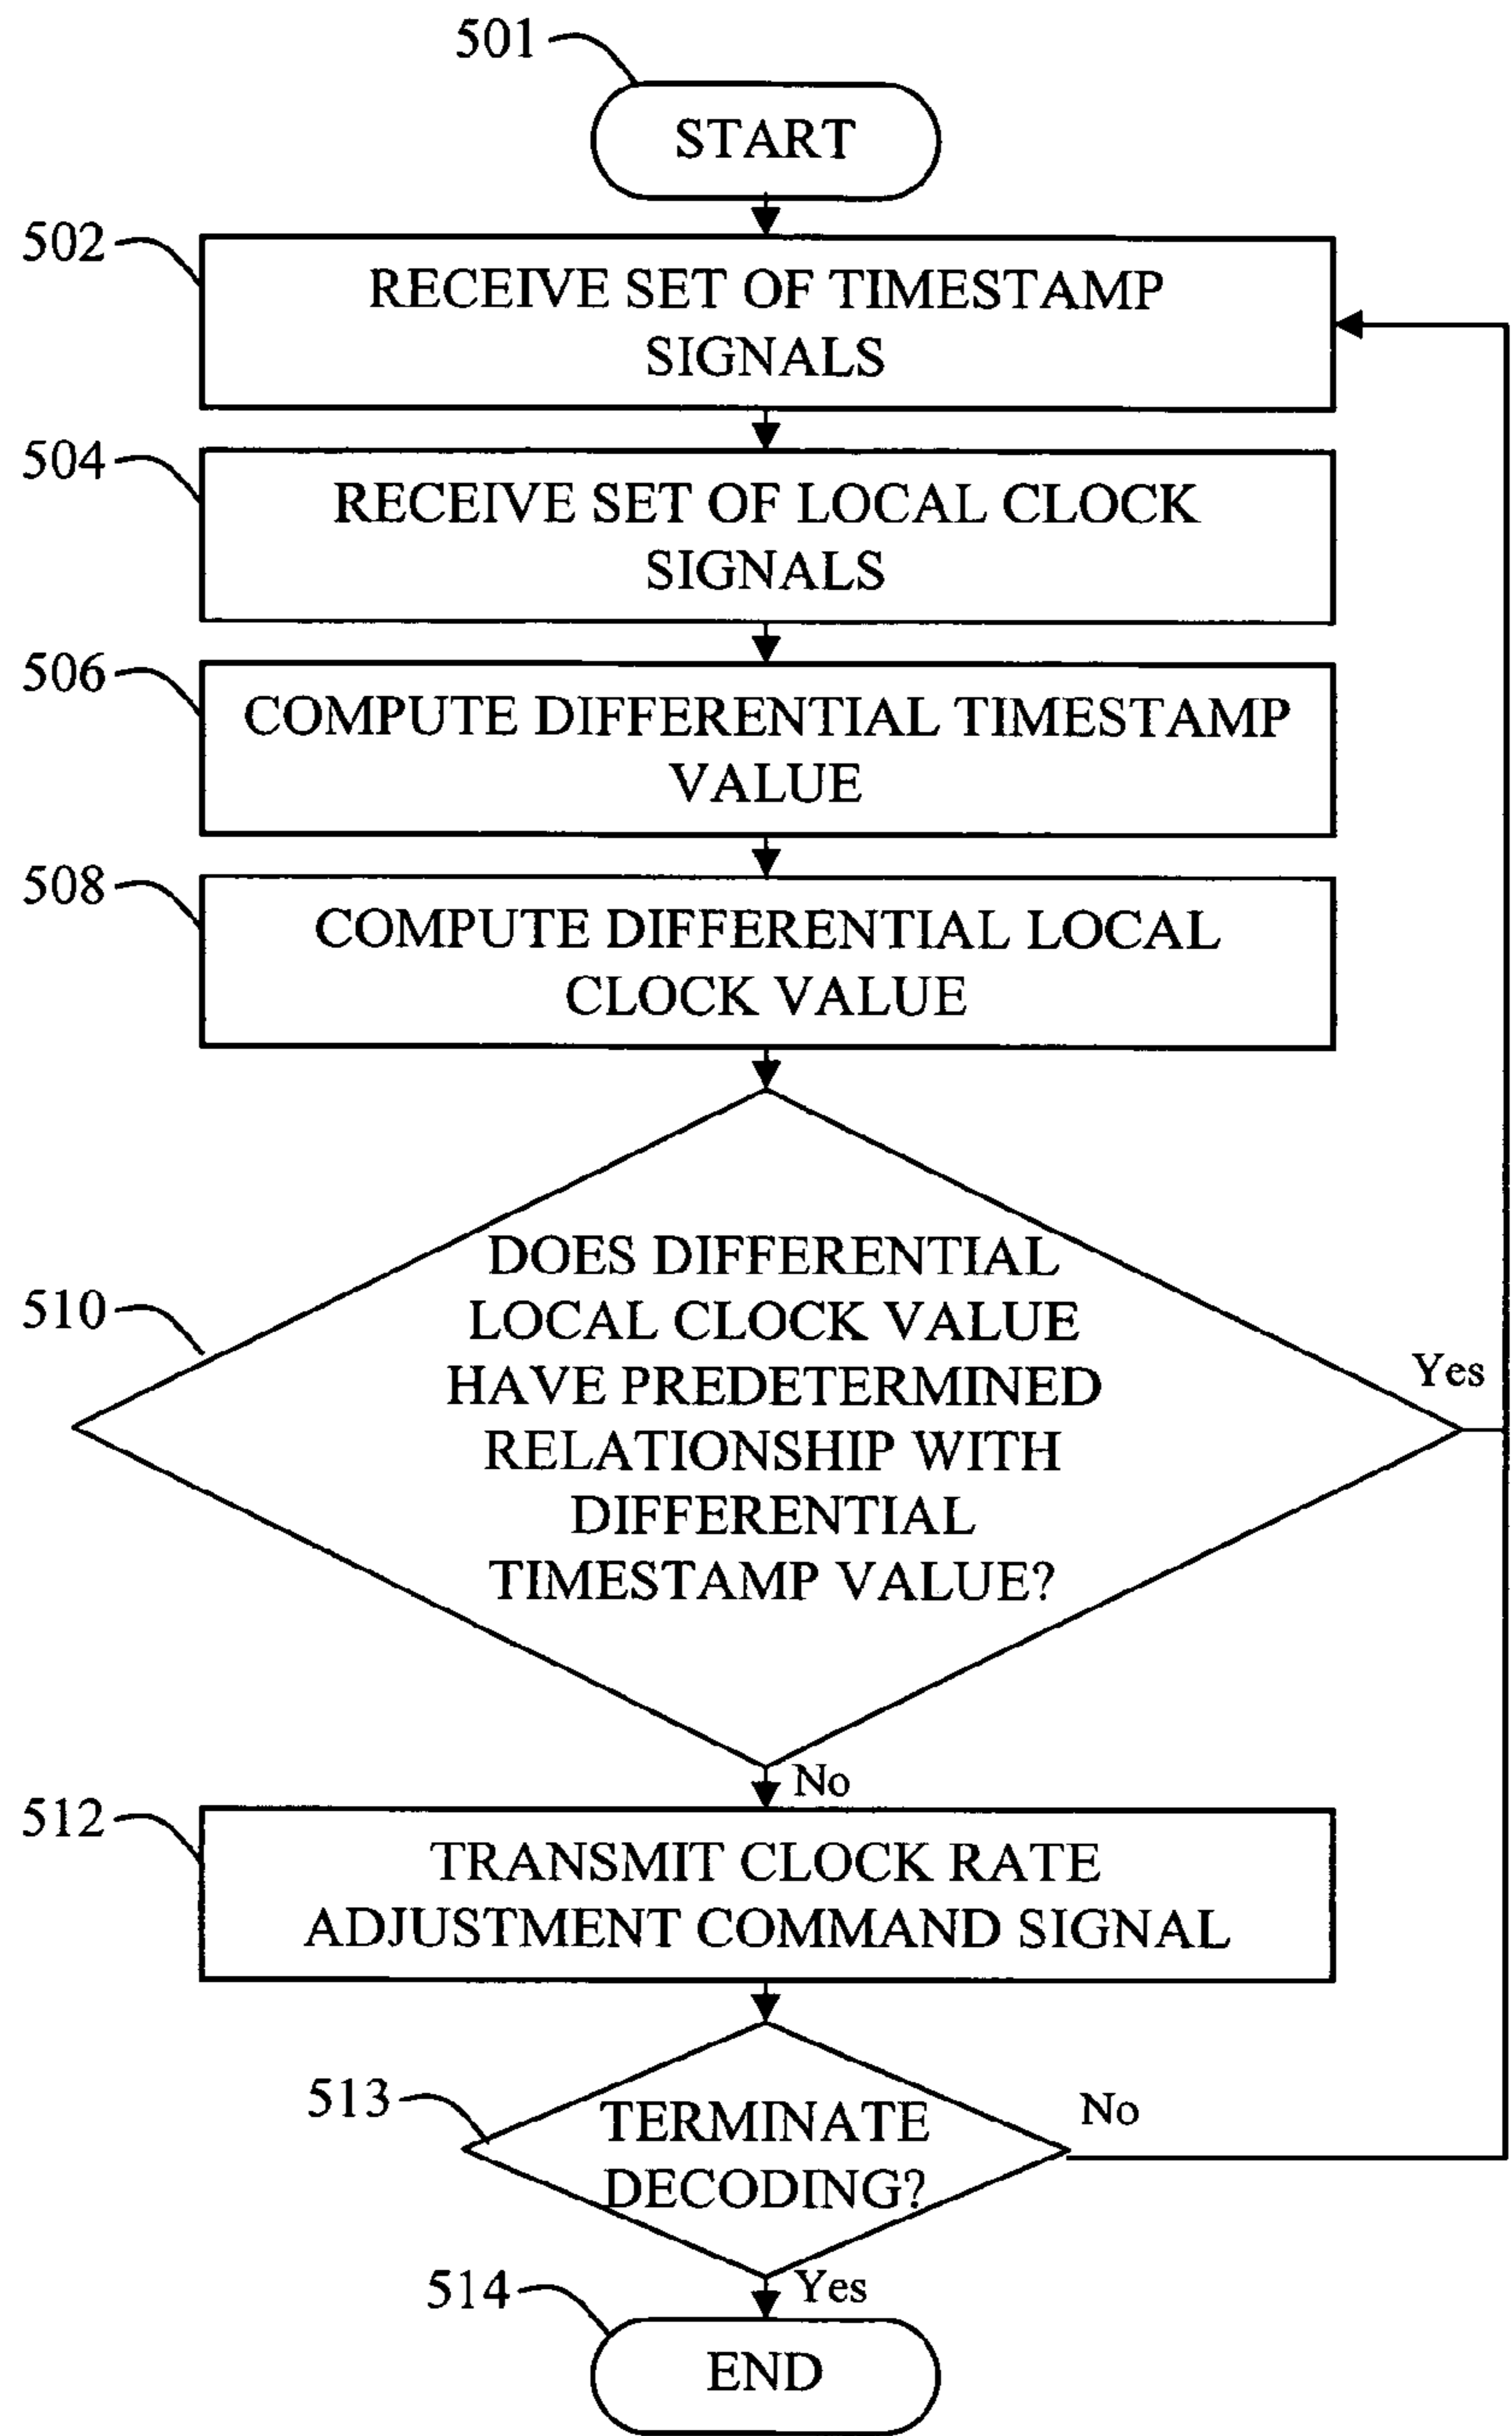 501
START
502
RECEIVE SET OF TIMESTAMP
SIGNALS
504
RECEIVE SET OF LOCAL CLOCK
SIGNALS
506
COMPUTE DIFFERENTIAL TIMESTAMP
VALUE
508
COMPUTE DIFFERENTIAL LOCAL
CLOCK VALUE
510
DOES DIFFERENTIAL
LOCAL CLOCK VALUE
HAVE PREDETERMINED
RELATIONSHIP WITH
DIFFERENTIAL
TIMESTAMP VALUE?
Yes
No
512
TRANSMIT CLOCK RATE
ADJUSTMENT COMMAND SIGNAL
513
TERMINATE
DECODING?
No
Yes
514
END